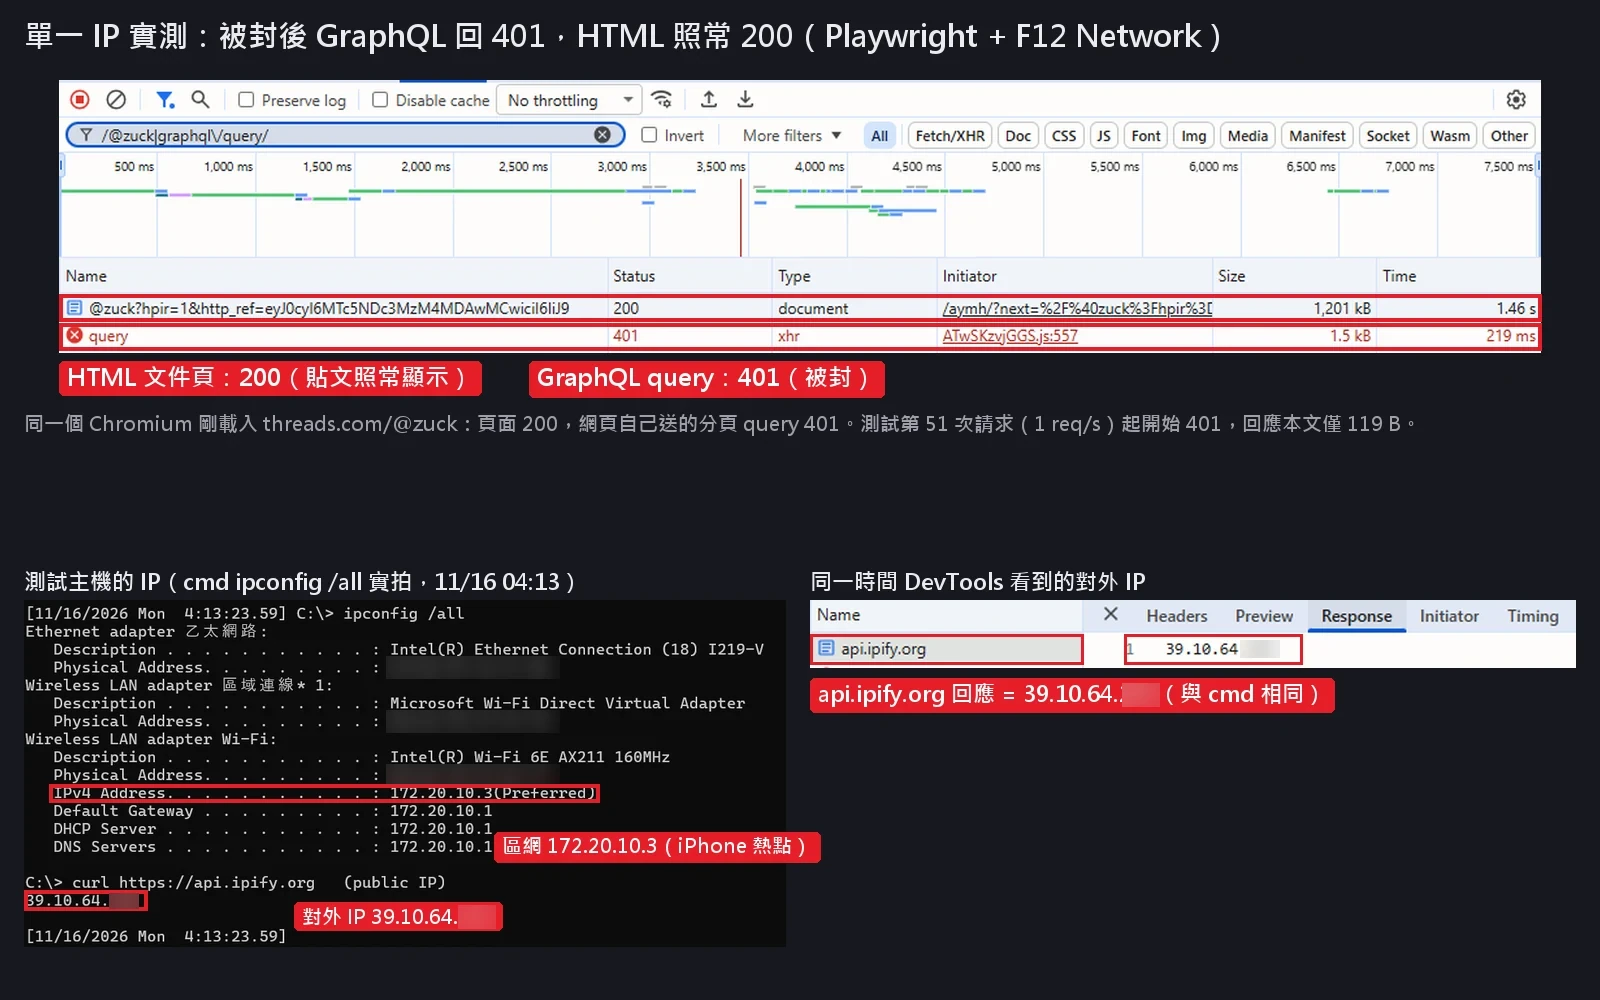 單一 IP 實測：被封後 GraphQL 回 401，HTML 照常 200（Playwright + F12 Network）
Preserve log
Disable cache
No throttling
/@zuck|graphql\/query/
Invert
More filters
All
Fetch/XHR
Doc
CSS
JS
Font
Img
Media
Manifest
Socket
Wasm
Other
500 ms
1,000 ms
1,500 ms
2,000 ms
2,500 ms
3,000 ms
3,500 ms
4,000 ms
4,500 ms
5,000 ms
5,500 ms
6,000 ms
6,500 ms
7,000 ms
7,500 ms
Name Status Type Initiator Size Time
@zuck?hpir=1&http_ref=eyJ0cyI6MTc5NDc3MzM4MDAwMCwiciI6IiJ9 200 document /aymh/?next=%2F%40zuck%3Fhpir%3D 1,201 kB 1.46 s
query 401 xhr ATwSKzvjGGS.js:557 1.5 kB 219 ms
HTML 文件頁：200（貼文照常顯示）
GraphQL query：401（被封）
同一個 Chromium 剛載入 threads.com/@zuck：頁面 200，網頁自己送的分頁 query 401。測試第 51 次請求（1 req/s）起開始 401，回應本文僅 119 B。
測試主機的 IP（cmd ipconfig /all 實拍，11/16 04:13）
[11/16/2026 Mon  4:13:23.59] C:\> ipconfig /all
Ethernet adapter 乙太網路:
Description . . . . . . . . . . . : Intel(R) Ethernet Connection (18) I219-V
Physical Address. . . . . . . . . :
Wireless LAN adapter 區域連線* 1:
Description . . . . . . . . . . . : Microsoft Wi-Fi Direct Virtual Adapter
Physical Address. . . . . . . . . :
Wireless LAN adapter Wi-Fi:
Description . . . . . . . . . . . : Intel(R) Wi-Fi 6E AX211 160MHz
Physical Address. . . . . . . . . :
IPv4 Address. . . . . . . . . . . : 172.20.10.3(Preferred)
Default Gateway . . . . . . . . . : 172.20.10.1
DHCP Server . . . . . . . . . . . : 172.20.10.1
DNS Servers . . . . . . . . . . . : 172.20.10.1
區網 172.20.10.3（iPhone 熱點）
C:\> curl https://api.ipify.org   (public IP)
39.10.64.
對外 IP 39.10.64.
[11/16/2026 Mon  4:13:23.59]
同一時間 DevTools 看到的對外 IP
Name
Headers
Preview
Response
Initiator
Timing
api.ipify.org
1 39.10.64
api.ipify.org 回應 = 39.10.64. （與 cmd 相同）